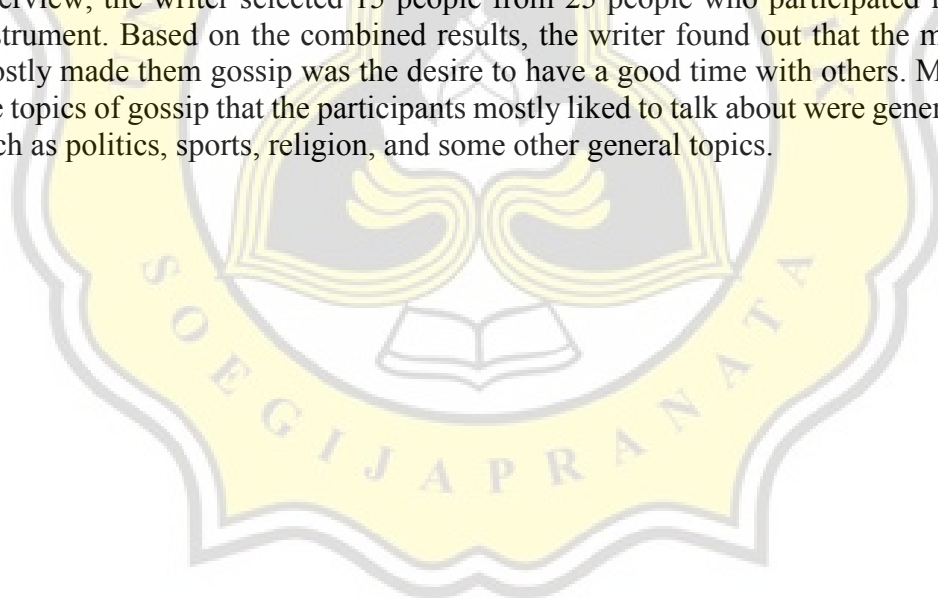 erview, the writer selected 15 people from 25 people who participated
strument. Based on the combined results, the writer found out that the
ostly made them gossip was the desire to have a good time with others.
e topics of gossip that the participants mostly liked to talk about were
ch as politics, sports, religion, and some other general topics.
SOEGIJAPRANATA